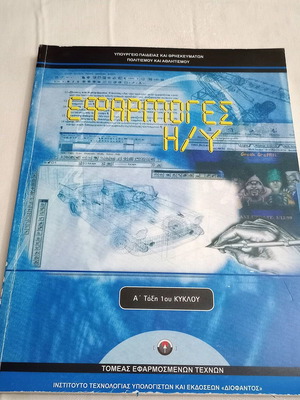 ΥΠΟΥΡΓΕΙΟ ΠΑΙΔΕΙΑΣ ΚΑΙ ΘΡΗΣΚΕΥΜΑΤΩΝ
ΠΟΛΙΤΙΣΜΟΥ ΚΑΙ ΑΘΛΗΤΙΣΜΟΥ
ΕΦΑΡΜΟΓΕΣ
Η/Υ
Α΄ Τάξη 1ου ΚΥΚΛΟΥ
ΤΟΜΕΑΣ ΕΦΑΡΜΟΣΜΕΝΩΝ ΤΕΧΝΩΝ
ΙΝΣΤΙΤΟΥΤΟ ΤΕΧΝΟΛΟΓΙΑΣ ΥΠΟΛΟΓΙΣΤΩΝ ΚΑΙ ΕΚΔΟΣΕΩΝ «ΔΙΟΦΑΝΤΟΣ»